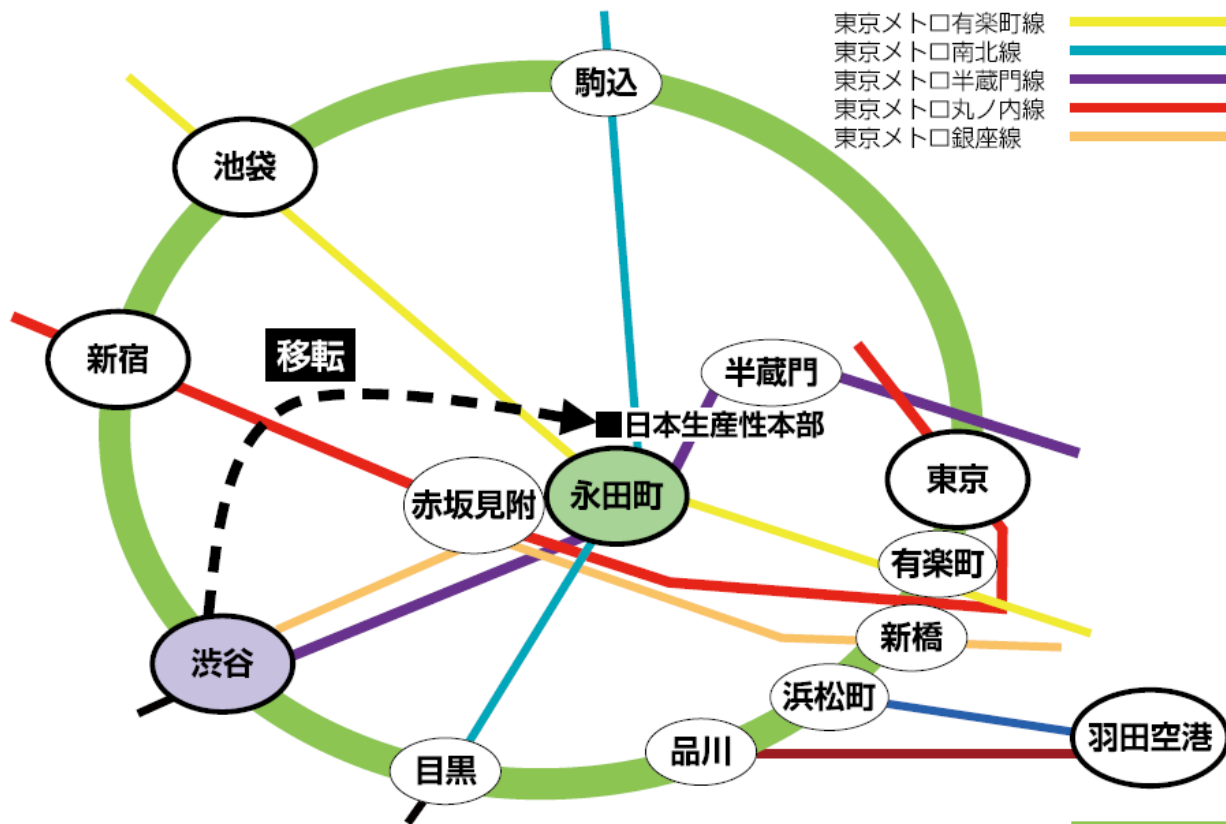 東京メトロ有楽町線
東京メトロ南北線
東京メトロ半蔵門線
東京メトロ丸ノ内線
東京メトロ銀座線
駒込
池袋
新宿
移転
半蔵門
日本生産性本部
赤坂見附
永田町
東京
有楽町
渋谷
新橋
浜松町
品川
羽田空港
目黒